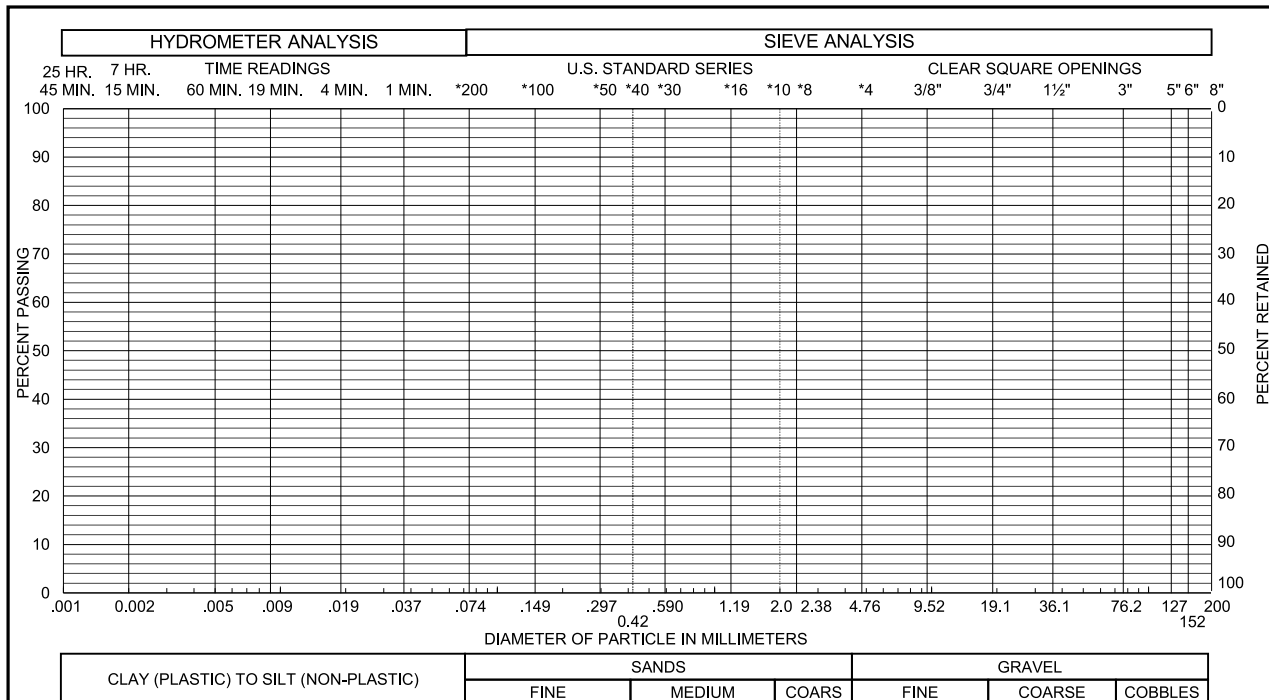 HYDROMETER ANALYSIS SIEVE ANALYSIS
25 HR. 7 HR. TIME READINGS U.S. STANDARD SERIES CLEAR SQUARE OPENINGS
45 MIN. 15 MIN. 60 MIN. 19 MIN. 4 MIN. 1 MIN. *200 *100 *50 *40 *30 *16 *10 *8 *4 3/8" 3/4" 1½" 3" 5" 6" 8"
100 0
90 10
80 20
70 30
60 40
50 50
40 60
30 70
20 80
10 90
0 100
PERCENT PASSING
PERCENT RETAINED
.001 0.002 .005 .009 .019 .037 .074 .149 .297 .590 1.19 2.0 2.38 4.76 9.52 19.1 36.1 76.2 127 200
0.42 152
DIAMETER OF PARTICLE IN MILLIMETERS
CLAY (PLASTIC) TO SILT (NON-PLASTIC) SANDS GRAVEL
FINE MEDIUM COARS FINE COARSE COBBLES